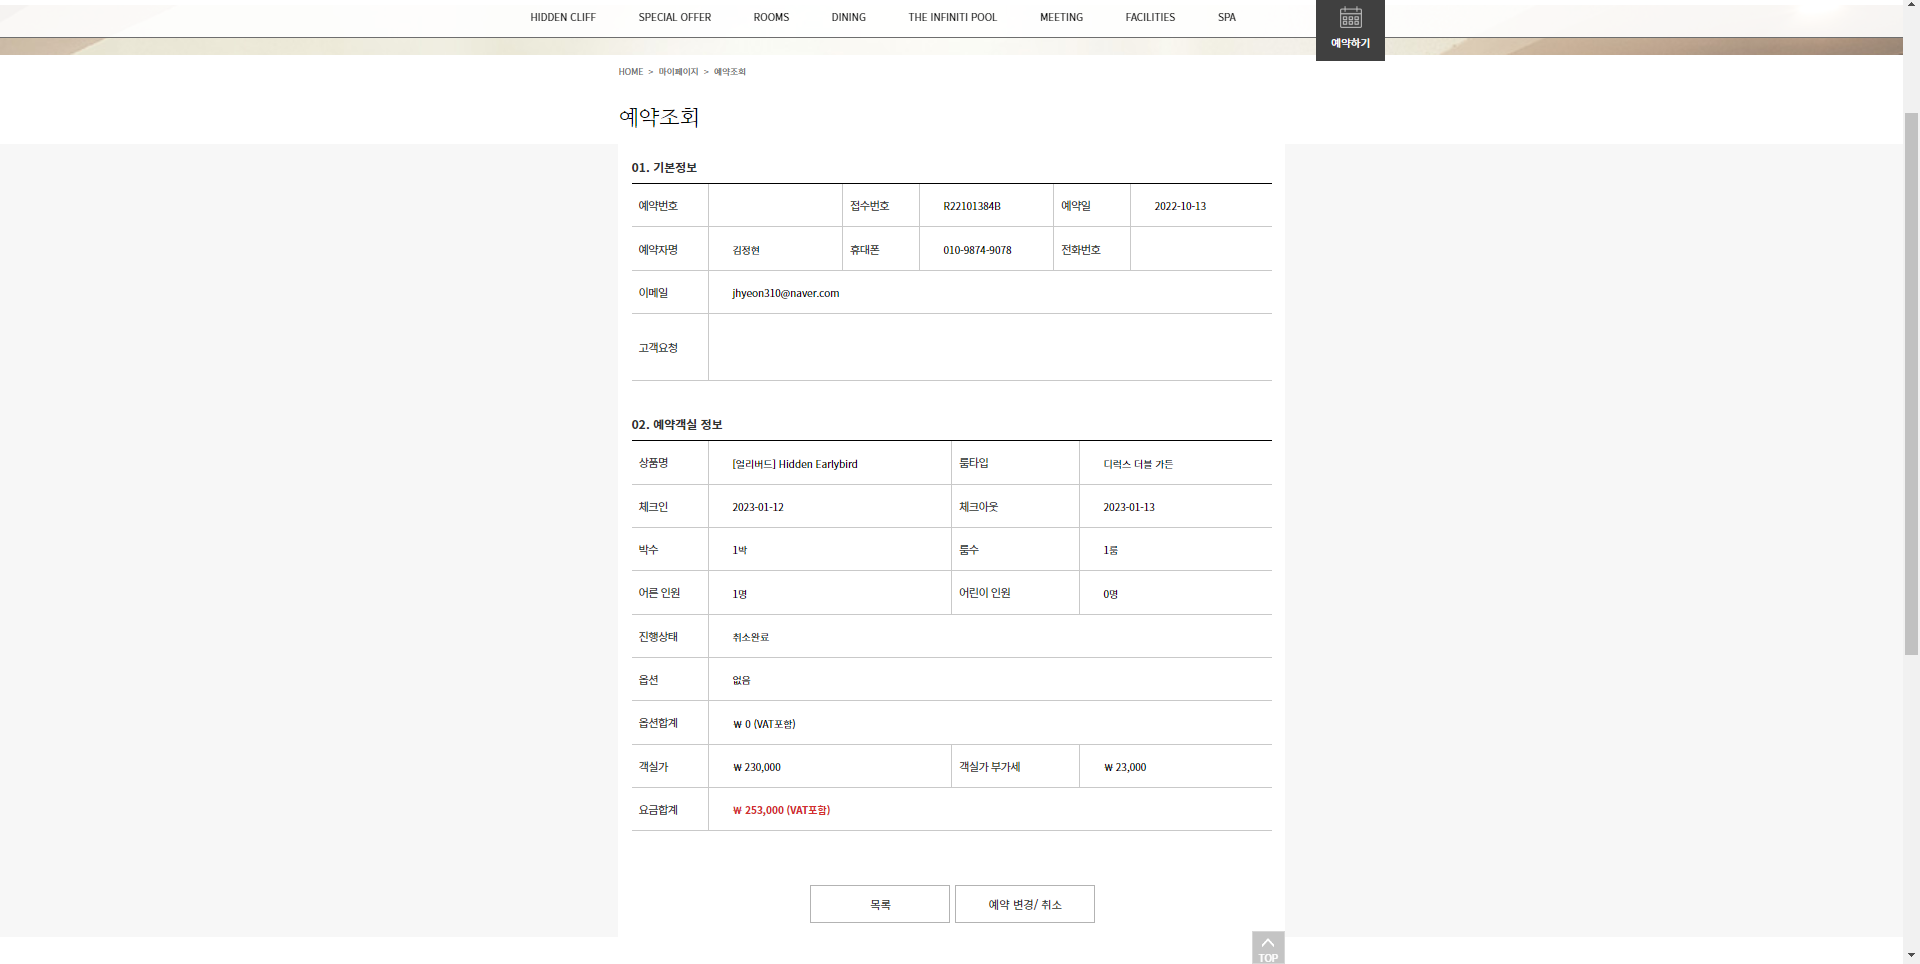 HIDDEN CLIFF SPECIAL OFFER ROOMS DINING THE INFINITI POOL MEETING FACILITIES SPA
예약하기
HOME > 마이페이지 > 예약조회
예약조회
01. 기본정보
예약번호 접수번호 R22101384B 예약일 2022-10-13
예약자명 김정현 휴대폰 010-9874-9078 전화번호
이메일 jhyeon310@naver.com
고객요청
02. 예약객실 정보
상품명 [얼리버드] Hidden Earlybird 룸타입 디럭스 더블 가든
체크인 2023-01-12 체크아웃 2023-01-13
박수 1박 룸수 1룸
어른 인원 1명 어린이 인원 0명
진행상태 취소완료
옵션 없음
옵션합계 ₩ 0 (VAT포함)
객실가 ₩ 230,000 객실가 부가세 ₩ 23,000
요금합계 ₩ 253,000 (VAT포함)
목록 예약 변경/ 취소
TOP